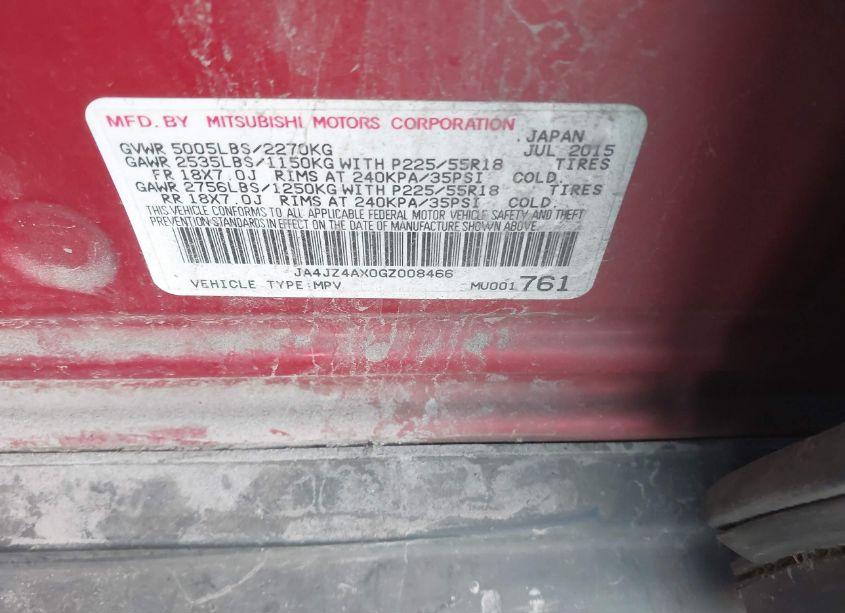 MFD. BY MITSUBISHI MOTORS CORPORATION
JAPAN
GVWR 5005LBS/2270KG JUL 2015
GAWR 2535LBS/1150KG WITH P225/55R18 TIRES
FR 18X7.0J RIMS AT 240KPA/35PSI COLD.
GAWR 2756LBS/1250KG WITH P225/55R18 TIRES
RR 18X7.0J RIMS AT 240KPA/35PSI COLD.
THIS VEHICLE CONFORMS TO ALL APPLICABLE FEDERAL MOTOR VEHICLE SAFETY AND THEFT
PREVENTION STANDARDS IN EFFECT ON THE DATE OF MANUFACTURE SHOWN ABOVE.
JA4JZ4AX0GZ008466
VEHICLE TYPE:MPV MU001 761